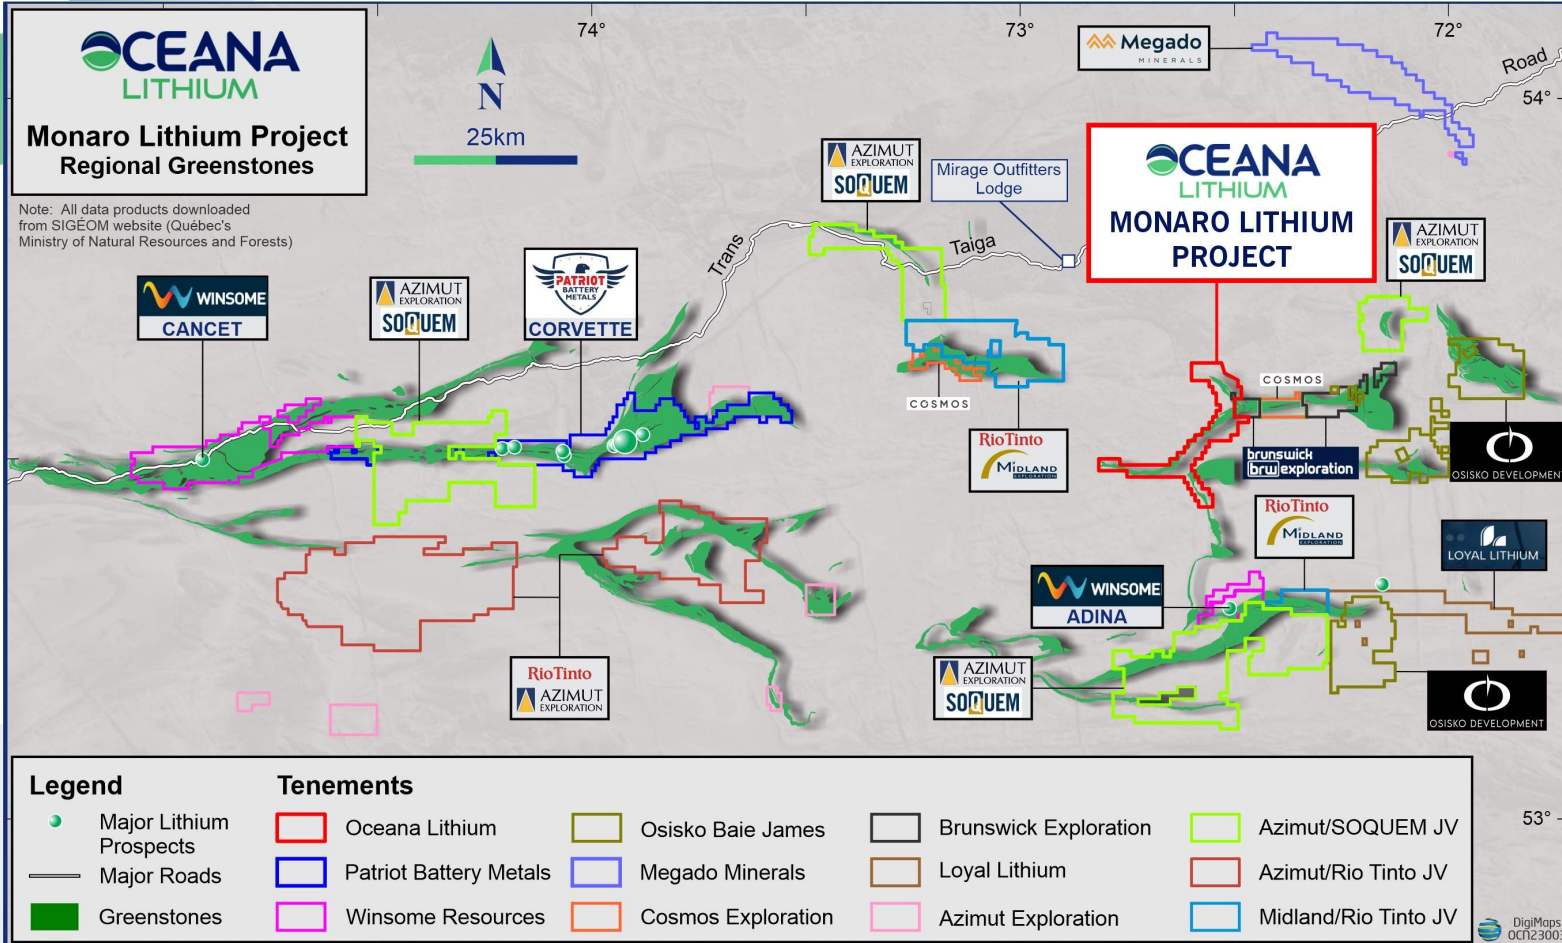 OCEANA
LITHIUM
Monaro Lithium Project
Regional Greenstones
Note: All data products downloaded
from SIGÉOM website (Québec's
Ministry of Natural Resources and Forests)
N
25km
74°
73°
72°
54°
53°
Megado
MINERALS
Road
AZIMUT
EXPLORATION
SOQUEM
Mirage Outfitters
Lodge
OCEANA
LITHIUM
MONARO LITHIUM
PROJECT
Trans
Taiga
AZIMUT
EXPLORATION
SOQUEM
WINSOME
CANCET
AZIMUT
EXPLORATION
SOQUEM
PATRIOT
BATTERY
METALS
CORVETTE
COSMOS
COSMOS
RioTinto
MIDLAND
EXPLORATION
brunswick
brw exploration
OSISKO DEVELOPMENT
RioTinto
MIDLAND
EXPLORATION
LOYAL LITHIUM
WINSOME
ADINA
RioTinto
AZIMUT
EXPLORATION
AZIMUT
EXPLORATION
SOQUEM
OSISKO DEVELOPMENT
Legend
Major Lithium
Prospects
Major Roads
Greenstones
Tenements
Oceana Lithium
Patriot Battery Metals
Winsome Resources
Osisko Baie James
Megado Minerals
Cosmos Exploration
Brunswick Exploration
Loyal Lithium
Azimut Exploration
Azimut/SOQUEM JV
Azimut/Rio Tinto JV
Midland/Rio Tinto JV
DigiMaps